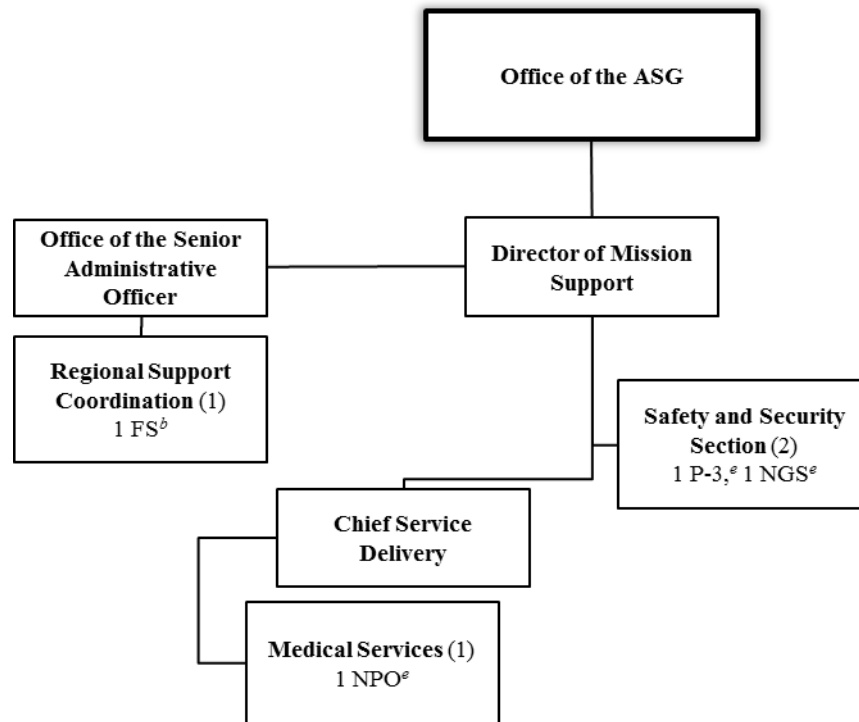 Office of the ASG
Office of the Senior
Administrative
Officer
Director of Mission
Support
Regional Support
Coordination (1)
1 FSᵇ
Safety and Security
Section (2)
1 P-3,ᵉ 1 NGSᵉ
Chief Service
Delivery
Medical Services (1)
1 NPOᵉ